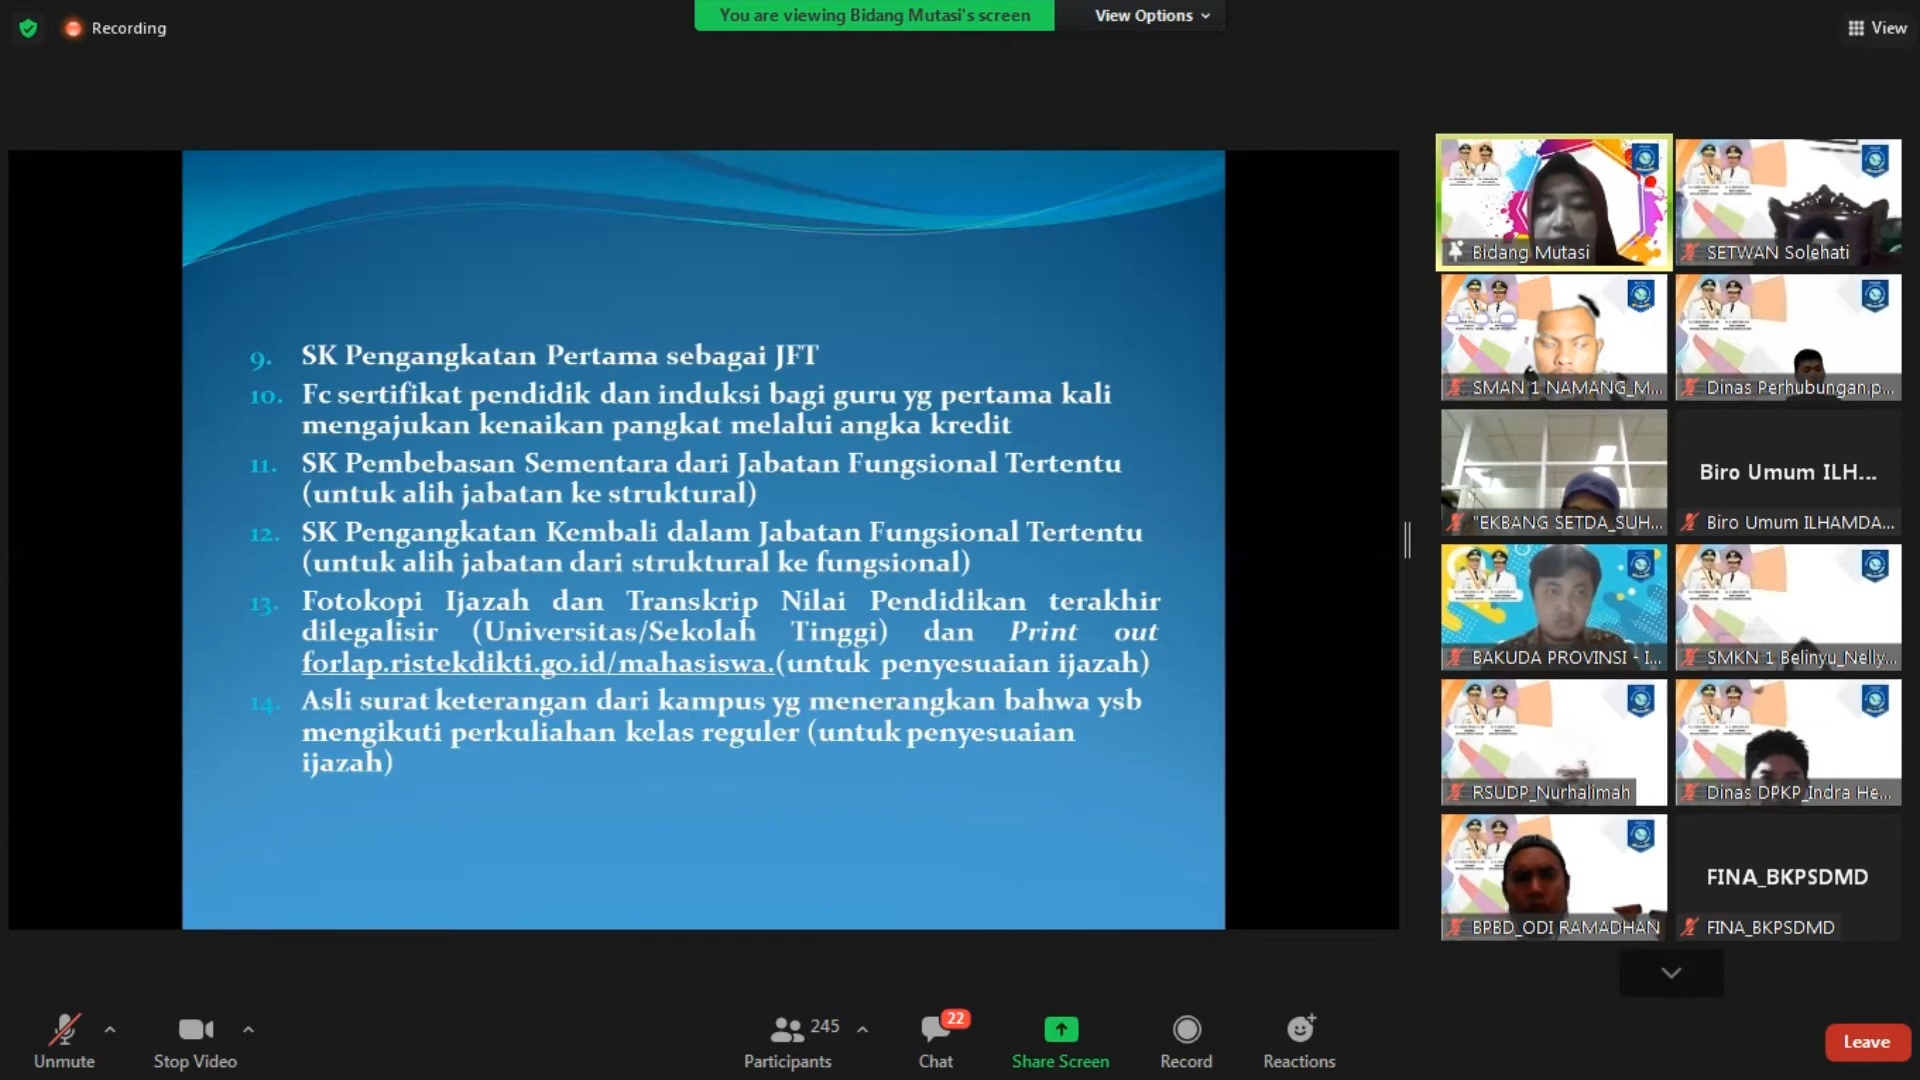 Recording
You are viewing Bidang Mutasi's screen
View Options
View
9. SK Pengangkatan Pertama sebagai JFT
10. Fc sertifikat pendidik dan induksi bagi guru yg pertama kali
mengajukan kenaikan pangkat melalui angka kredit
11. SK Pembebasan Sementara dari Jabatan Fungsional Tertentu
(untuk alih jabatan ke struktural)
12. SK Pengangkatan Kembali dalam Jabatan Fungsional Tertentu
(untuk alih jabatan dari struktural ke fungsional)
13. Fotokopi Ijazah dan Transkrip Nilai Pendidikan terakhir
dilegalisir (Universitas/Sekolah Tinggi) dan Print out
forlap.ristekdikti.go.id/mahasiswa.(untuk penyesuaian ijazah)
14. Asli surat keterangan dari kampus yg menerangkan bahwa ysb
mengikuti perkuliahan kelas reguler (untuk penyesuaian
ijazah)
Bidang Mutasi
SETWAN Solehati
SMAN 1 NAMANG_M...
Dinas Perhubungan.p...
"EKBANG SETDA_SUH...
Biro Umum ILH...
Biro Umum ILHAMDA...
BAKUDA PROVINSI - I...
SMKN 1 Belinyu_Nelly...
RSUDP_Nurhalimah
Dinas DPKP_Indra He...
BPBD_ODI RAMADHAN
FINA_BKPSDMD
FINA_BKPSDMD
Unmute
Stop Video
245
Participants
22
Chat
Share Screen
Record
Reactions
Leave